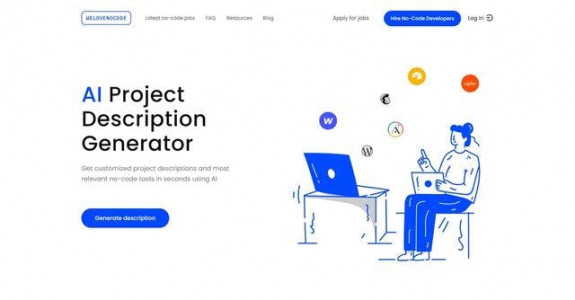 WELOVENOCODE
Latest no-code jobs FAQ Resources Blog Apply for jobs Hire No-Code Developers Log in
AI Project
Description
Generator
Get customized project descriptions and most
relevant no-code tools in seconds using AI
Generate description
W